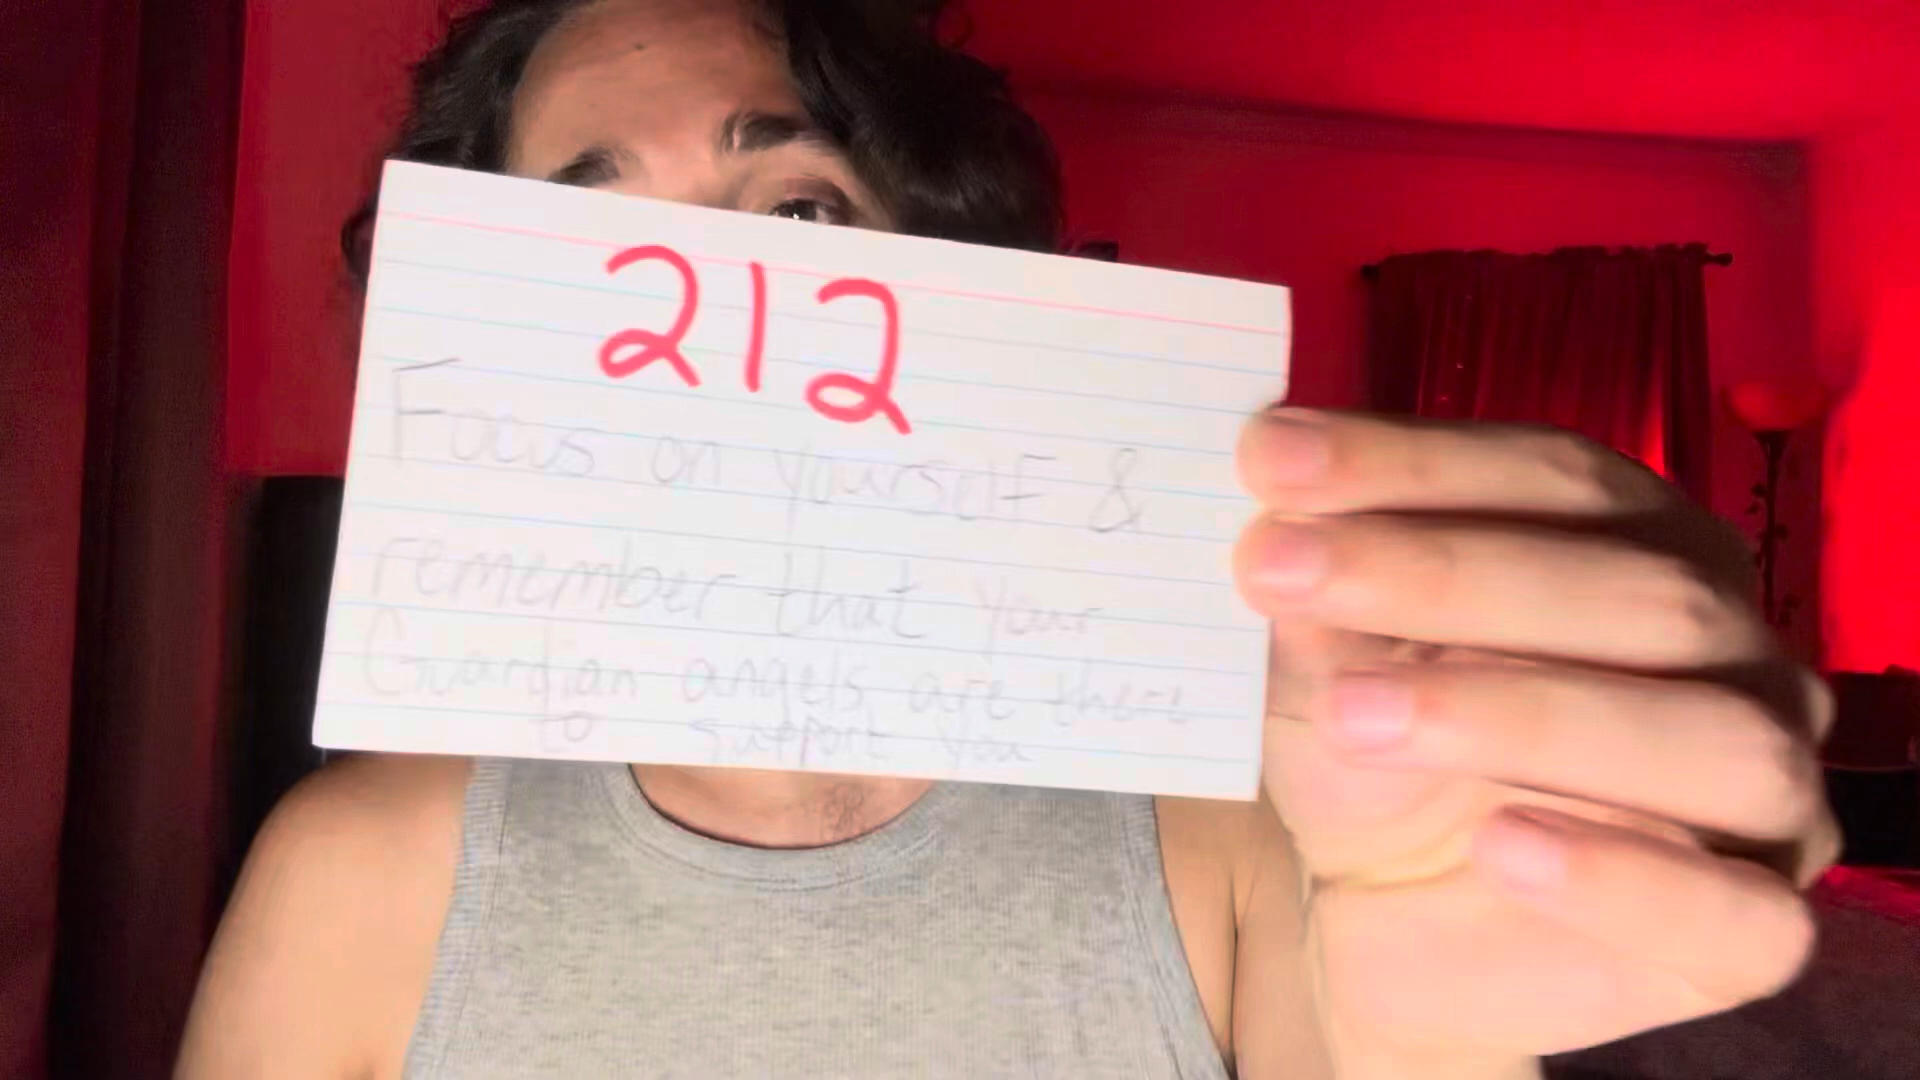 212
Focus on yourself &
remember that your
Guardian angels are there
to support you